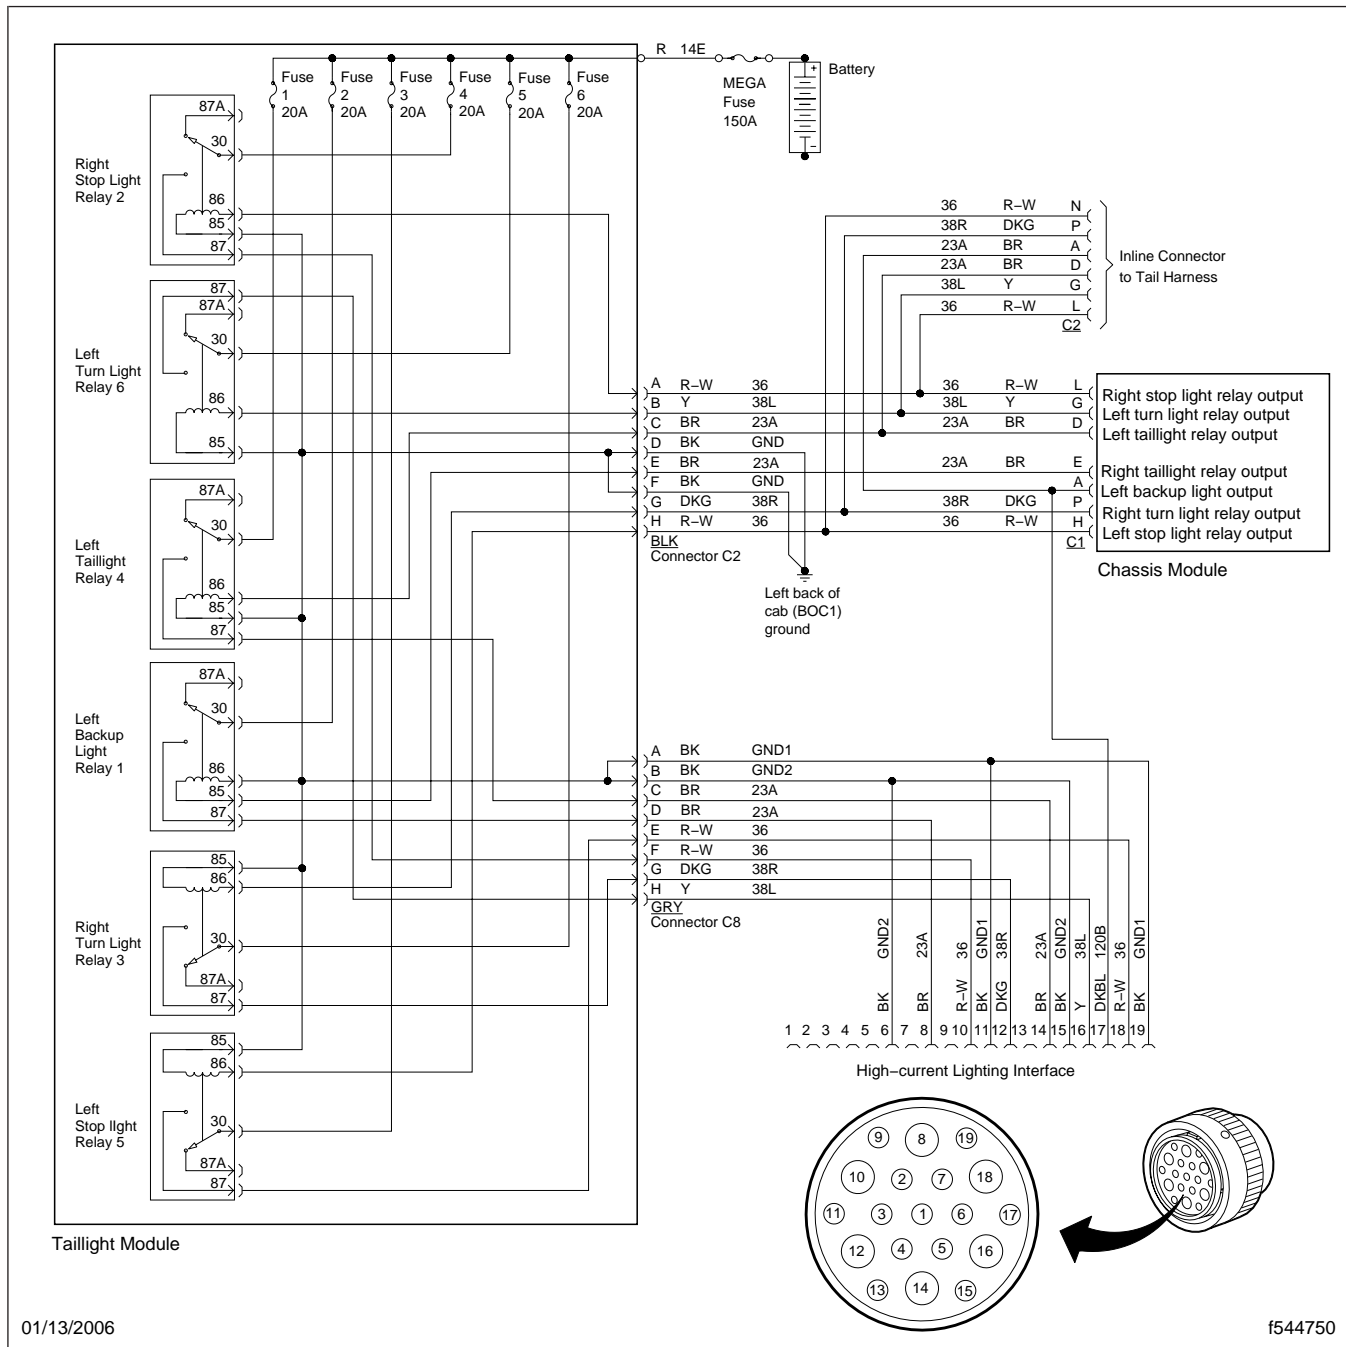 R 14E
MEGA
Fuse
150A
+
Battery
−
Fuse
1
20A
Fuse
2
20A
Fuse
3
20A
Fuse
4
20A
Fuse
5
20A
Fuse
6
20A
Right
Stop Light
Relay 2
87A
30
86
85
87
Left
Turn Light
Relay 6
87
87A
30
86
85
Left
Taillight
Relay 4
87A
30
86
85
87
Left
Backup
Light
Relay 1
87A
30
86
85
87
Right
Turn Light
Relay 3
85
86
30
87A
87
Left
Stop lIght
Relay 5
85
86
30
87A
87
Taillight Module
36 R−W N
38R DKG P
23A BR A
23A BR D
38L Y G
36 R−W L
C2
Inline Connector
to Tail Harness
A R−W 36
B Y 38L
C BR 23A
D BK GND
E BR 23A
F BK GND
G DKG 38R
H R−W 36
BLK
Connector C2
36 R−W L Right stop light relay output
38L Y G Left turn light relay output
23A BR D Left taillight relay output
23A BR E Right taillight relay output
A Left backup light output
38R DKG P Right turn light relay output
36 R−W H Left stop light relay output
C1
Chassis Module
Left back of
cab (BOC1)
ground
A BK GND1
B BK GND2
C BR 23A
D BR 23A
E R−W 36
F R−W 36
G DKG 38R
H Y 38L
GRY
Connector C8
BK GND2
BR 23A
R−W 36
BK GND1
DKG 38R
BR 23A
BK GND2
Y 38L
DKBL 120B
R−W 36
BK GND1
1 2 3 4 5 6 7 8 9 10 11 12 13 14 15 16 17 18 19
High−current Lighting Interface
9 8 19
10 2 7 18
11 3 1 6 17
12 4 5 16
13 14 15
01/13/2006
f544750